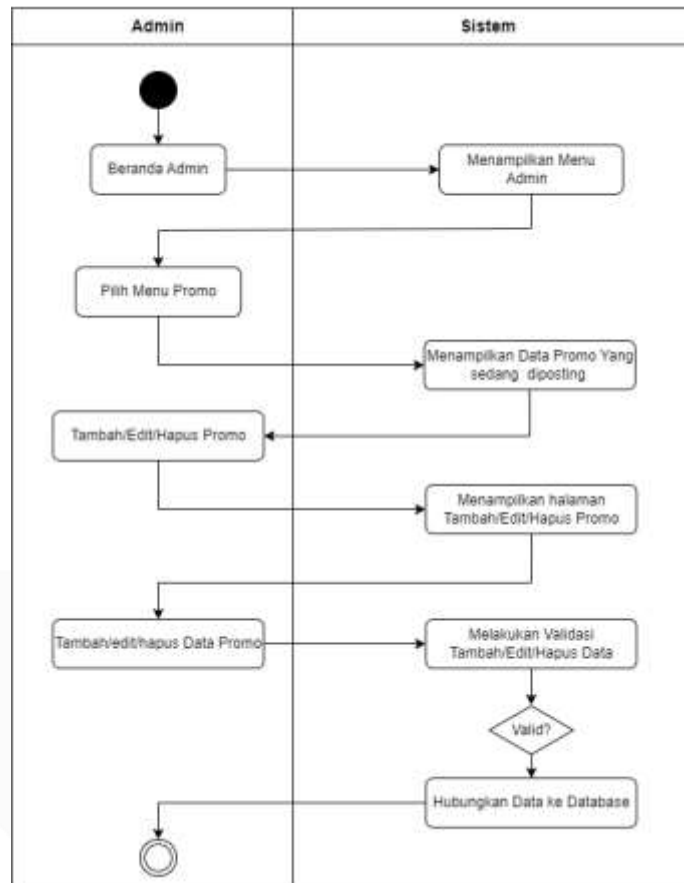 Admin
Sistem
Beranda Admin
Menampilkan Menu
Admin
Pilih Menu Promo
Menampilkan Data Promo Yang
sedang diposting
Tambah/Edit/Hapus Promo
Menampilkan halaman
Tambah/Edit/Hapus Promo
Tambah/edit/hapus Data Promo
Melakukan Validasi
Tambah/Edit/Hapus Data
Valid?
Hubungkan Data ke Database